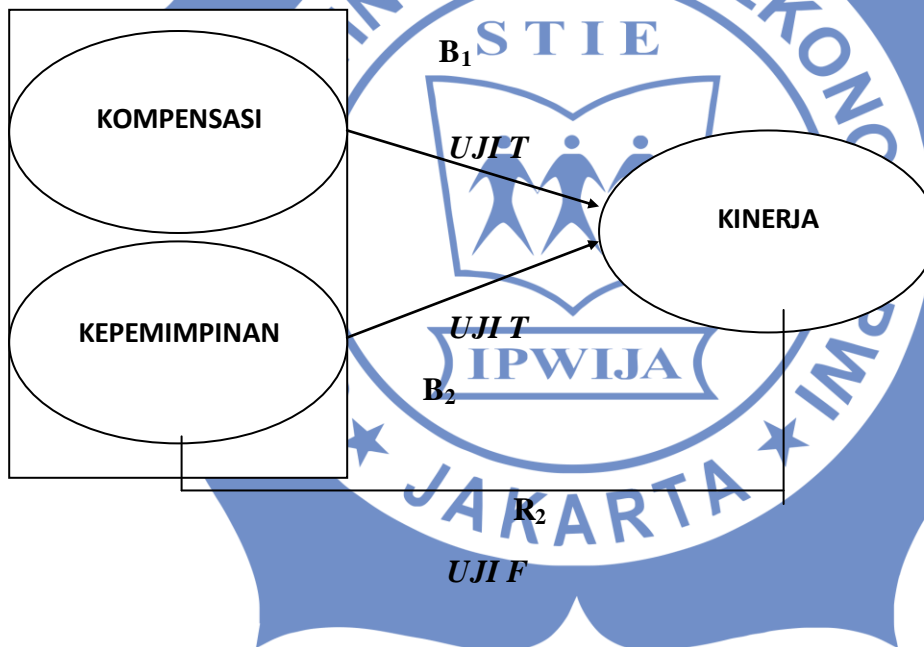 B₁
STIE
KOMPENSASI
UJI T
KINERJA
KEPEMIMPINAN
UJI T
IPWIJA
B₂
JAKARTA
R₂
UJI F